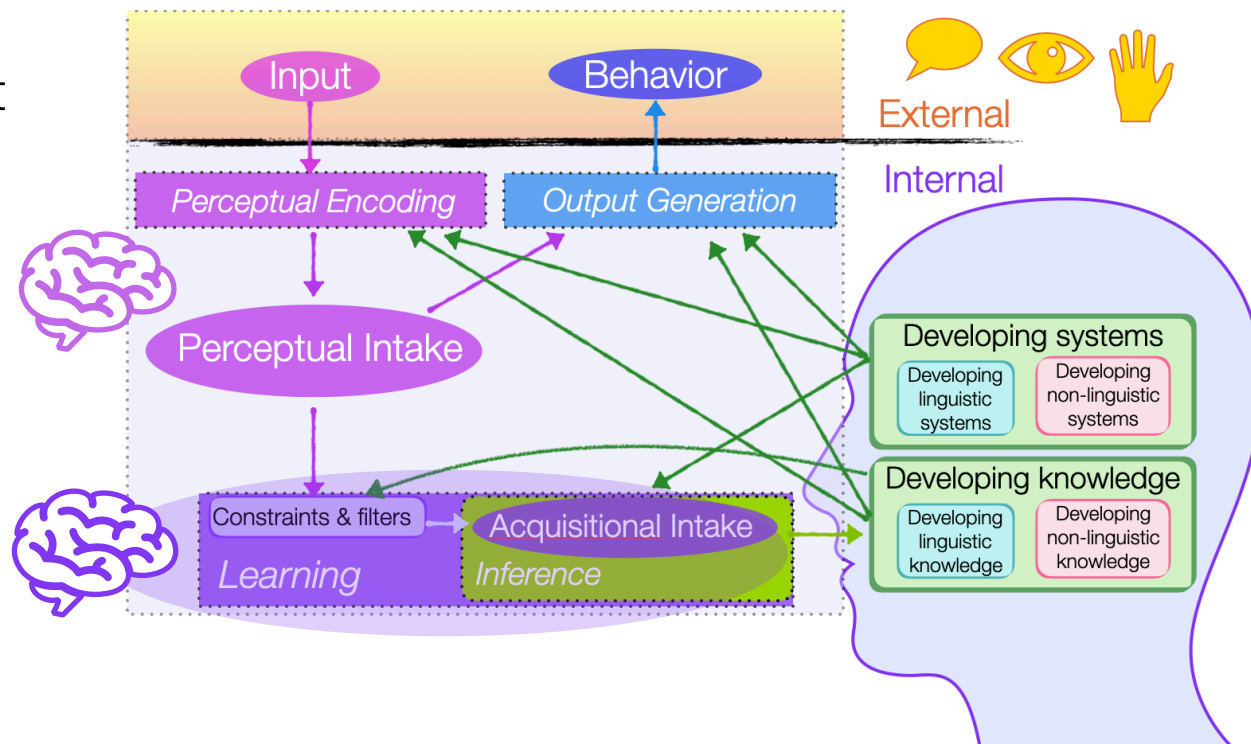 Input
Behavior
External
Internal
Perceptual Encoding
Output Generation
Perceptual Intake
Developing systems
Developing
linguistic
systems
Developing
non-linguistic
systems
Developing knowledge
Developing
linguistic
knowledge
Developing
non-linguistic
knowledge
Constraints & filters
Acquisitional Intake
Learning
Inference